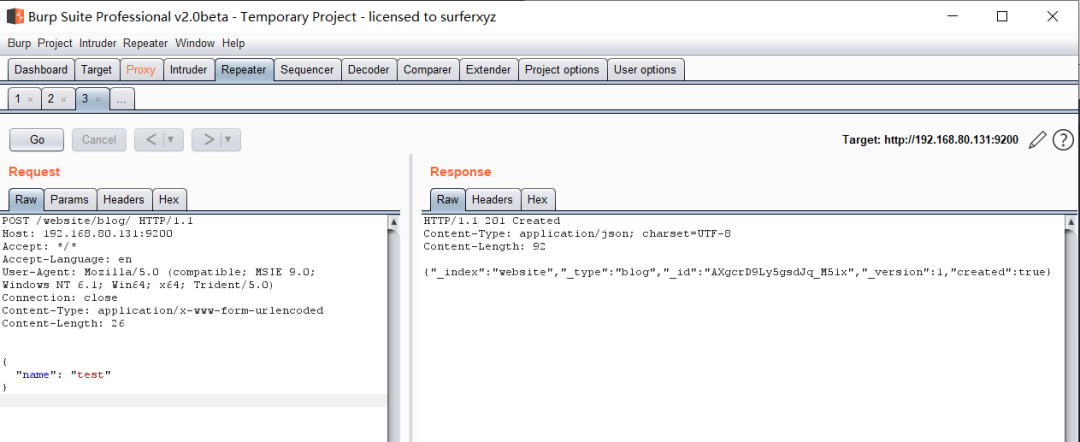 Burp Suite Professional v2.0beta - Temporary Project - licensed to surferxyz
Burp Project Intruder Repeater Window Help
Dashboard Target Proxy Intruder Repeater Sequencer Decoder Comparer Extender Project options User options
1 × 2 × 3 × ...
Go Cancel < > Target: http://192.168.80.131:9200 ?
Request
Raw Params Headers Hex
POST /website/blog/ HTTP/1.1
Host: 192.168.80.131:9200
Accept: */*
Accept-Language: en
User-Agent: Mozilla/5.0 (compatible; MSIE 9.0;
Windows NT 6.1; Win64; x64; Trident/5.0)
Connection: close
Content-Type: application/x-www-form-urlencoded
Content-Length: 26
{
"name": "test"
}
Response
Raw Headers Hex
HTTP/1.1 201 Created
Content-Type: application/json; charset=UTF-8
Content-Length: 92
{"_index":"website","_type":"blog","_id":"AXgcrD9Ly5gsdJq_M51x","_version":1,"created":true}